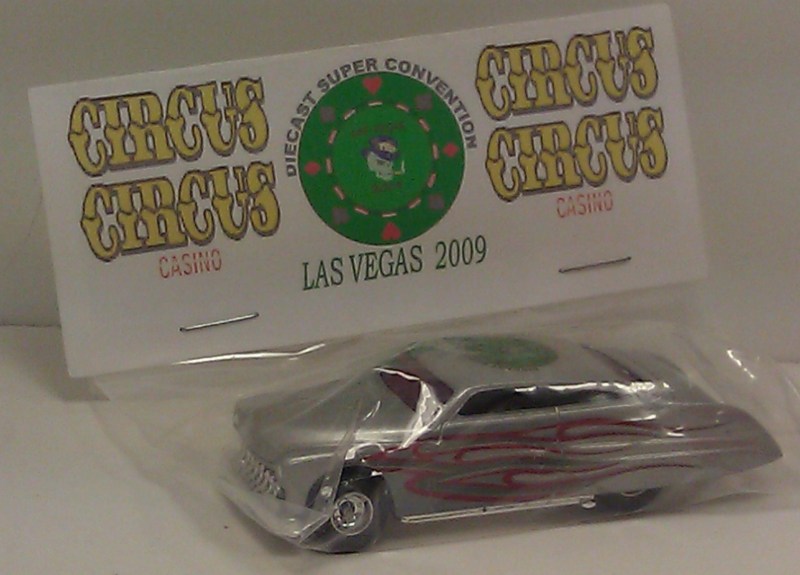 CIRCUS
CIRCUS
CASINO
DIECAST SUPER CONVENTION
LAS VEGAS 2009
CIRCUS
CIRCUS
CASINO